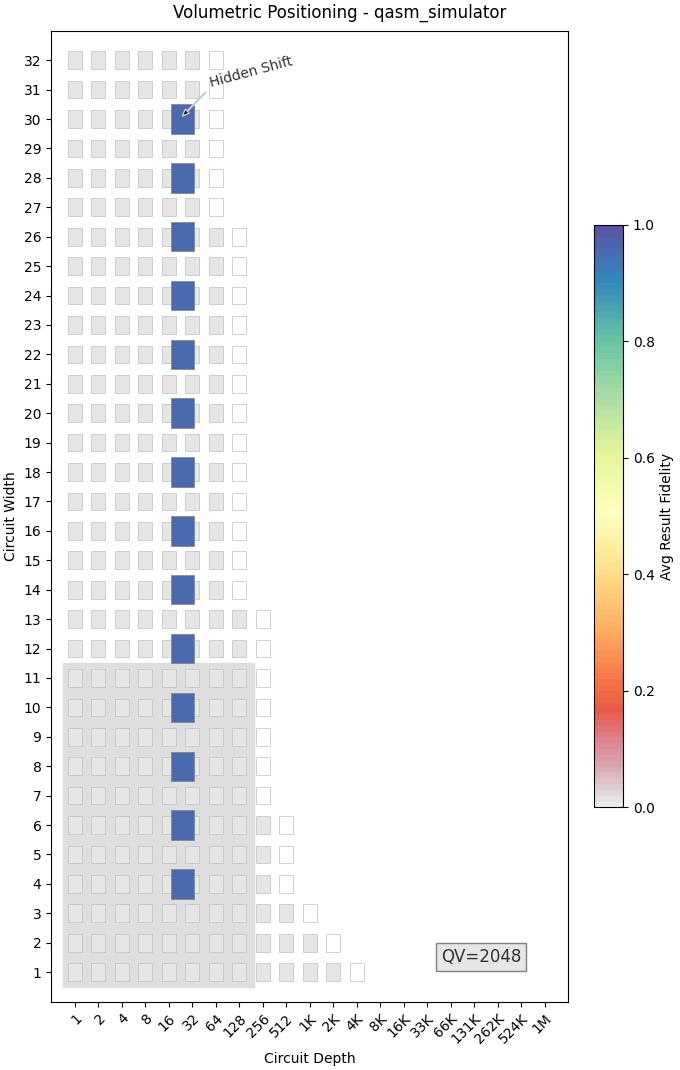 Volumetric Positioning - qasm_simulator
32
31
30
29
28
27
26
25
24
23
22
21
20
19
18
17
16
15
14
13
12
11
10
9
8
7
6
5
4
3
2
1
Circuit Width
Hidden Shift
QV=2048
1
2
4
8
16
32
64
128
256
512
1K
2K
4K
8K
16K
33K
66K
131K
262K
524K
1M
Circuit Depth
1.0
0.8
0.6
0.4
0.2
0.0
Avg Result Fidelity